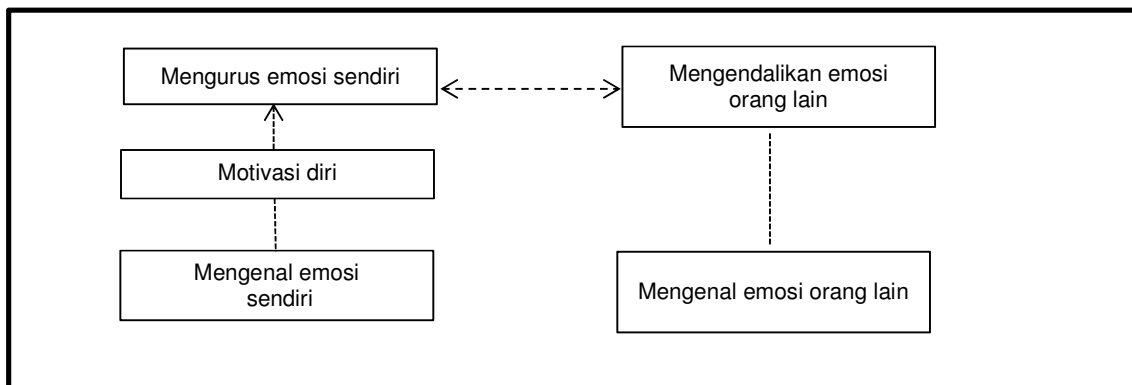 Mengurus emosi sendiri
Mengendalikan emosi
orang lain
Motivasi diri
Mengenal emosi
sendiri
Mengenal emosi orang lain